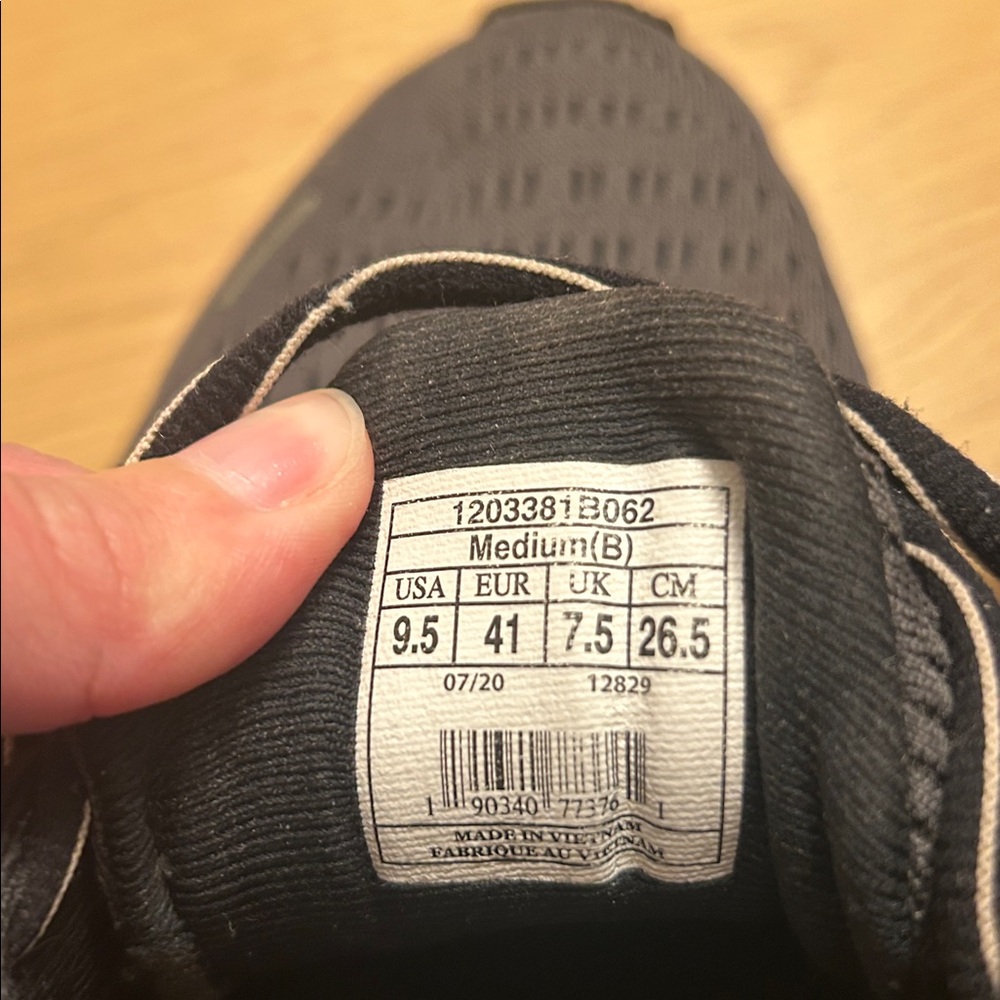 1203381B062
Medium(B)
USA EUR UK CM
9.5 41 7.5 26.5
07/20 12829
1 90340 77376 1
MADE IN VIETNAM
FABRIQUE AU VIETNAM